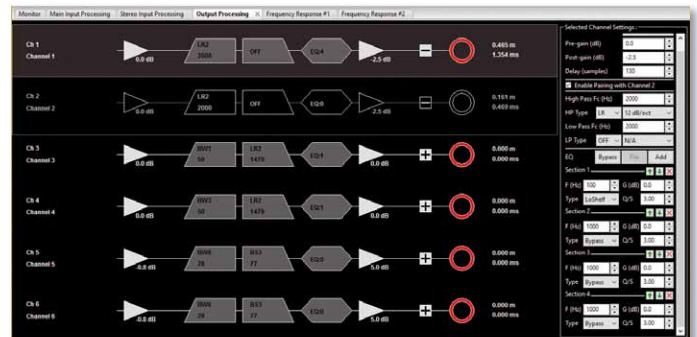 Monitor Main Input Processing Stereo Input Processing Output Processing × Frequency Response #1 Frequency Response #2
Ch 1
Channel 1
0.0 dB
LR2
2000
OFF
EQ:4
-2.5 dB
0.465 m
1.354 ms
Ch 2
Channel 2
0.0 dB
LR2
2000
OFF
EQ:0
-2.5 dB
0.161 m
0.469 ms
Ch 3
Channel 3
0.0 dB
50
LR2
1479
EQ:1
0.0 dB
0.000 m
0.000 ms
Ch 4
Channel 4
0.0 dB
50
LR2
1479
EQ:1
0.0 dB
0.000 m
0.000 ms
Ch 5
Channel 5
-0.8 dB
BW8
28
BS3
77
EQ:0
5.0 dB
0.000 m
0.000 ms
Ch 6
Channel 6
-0.8 dB
BW8
28
BS3
77
EQ:0
5.0 dB
0.000 m
0.000 ms
Selected Channel Settings
Pre-gain (dB) 0.0
Post-gain (dB) -2.5
Delay (samples) 130
Enable Pairing with Channel 2
High Pass Fc (Hz) 2000
HP Type LR 12 dB/oct
Low Pass Fc (Hz) 2000
LP Type OFF N/A
EQ Bypass File Add
Section 1
F (Hz) 100 G (dB) 0.0
Type LoShelf Q/S 3.00
Section 2
F (Hz) 1000 G (dB) 0.0
Type Bypass Q/S 3.00
Section 3
F (Hz) 1000 G (dB) 0.0
Type Bypass Q/S 3.00
Section 4
F (Hz) 1000 G (dB) 0.0
Type Bypass Q/S 3.00